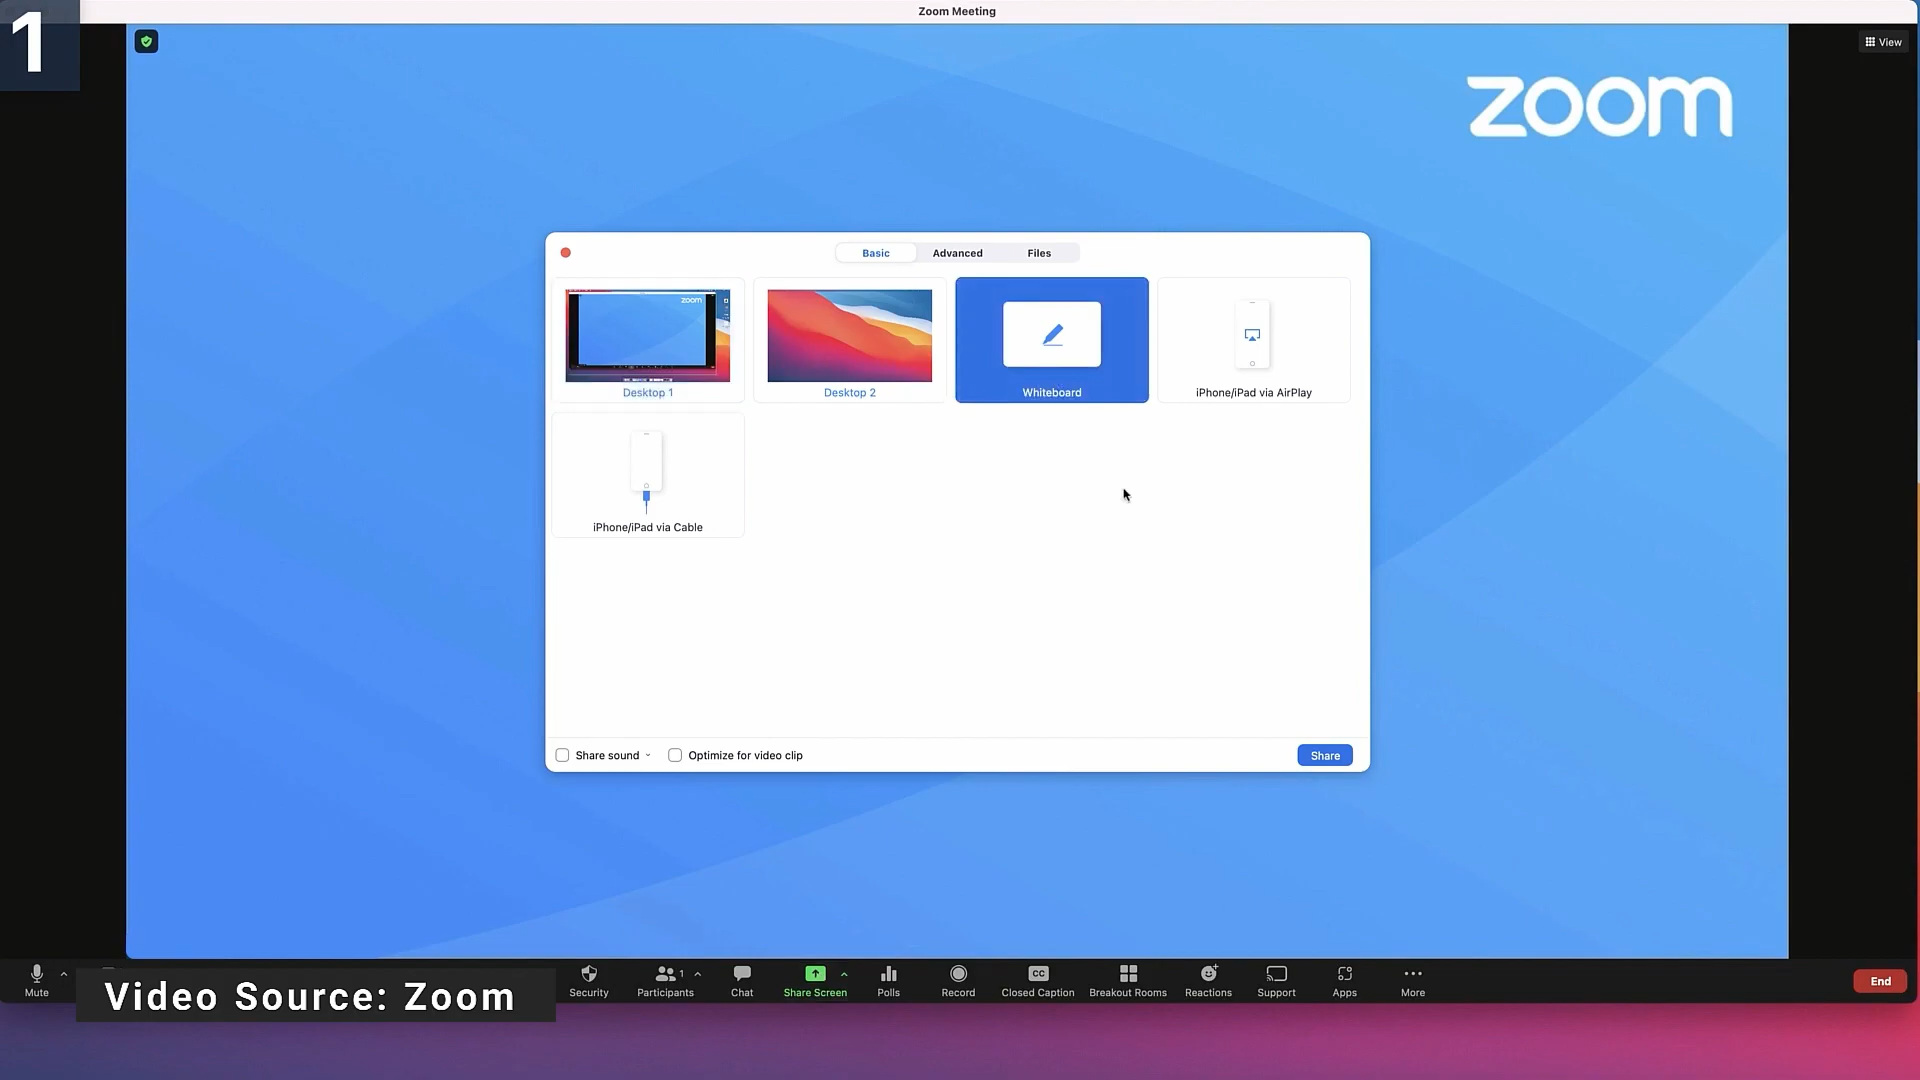 Zoom Meeting
1
View
zoom
Basic
Advanced
Files
zoom
Desktop 1
Desktop 2
Whiteboard
iPhone/iPad via AirPlay
iPhone/iPad via Cable
Share sound
Optimize for video clip
Share
Mute
Video Source: Zoom
Security
Participants
1
Chat
Share Screen
Polls
Record
CC
Closed Caption
Breakout Rooms
Reactions
Support
Apps
More
End